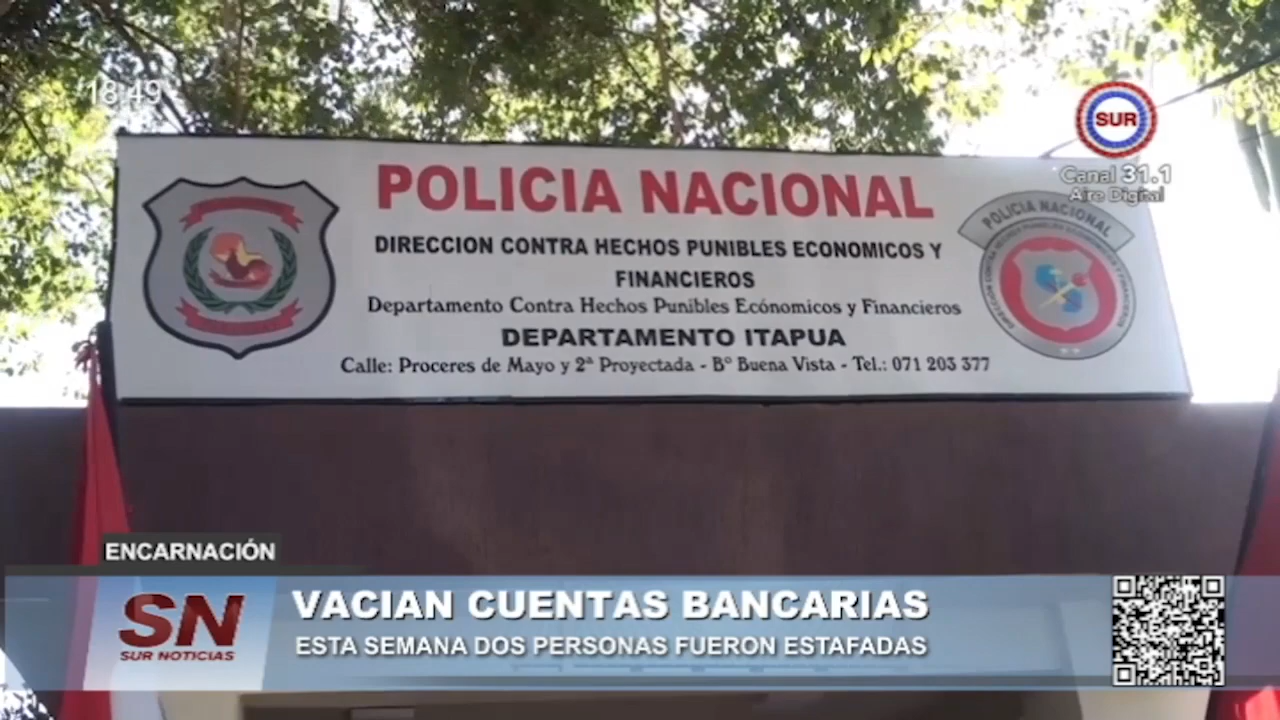 18:49
SUR
Canal 31.1
Aire Digital
POLICIA NACIONAL
DIRECCION CONTRA HECHOS PUNIBLES ECONOMICOS Y
FINANCIEROS
Departamento Contra Hechos Punibles Ecónomicos y Financieros
DEPARTAMENTO ITAPUA
Calle: Proceres de Mayo y 2ª Proyectada - B° Buena Vista - Tel.: 071 203 377
POLICIA NACIONAL
ENCARNACIÓN
SN
SUR NOTICIAS
VACIAN CUENTAS BANCARIAS
ESTA SEMANA DOS PERSONAS FUERON ESTAFADAS